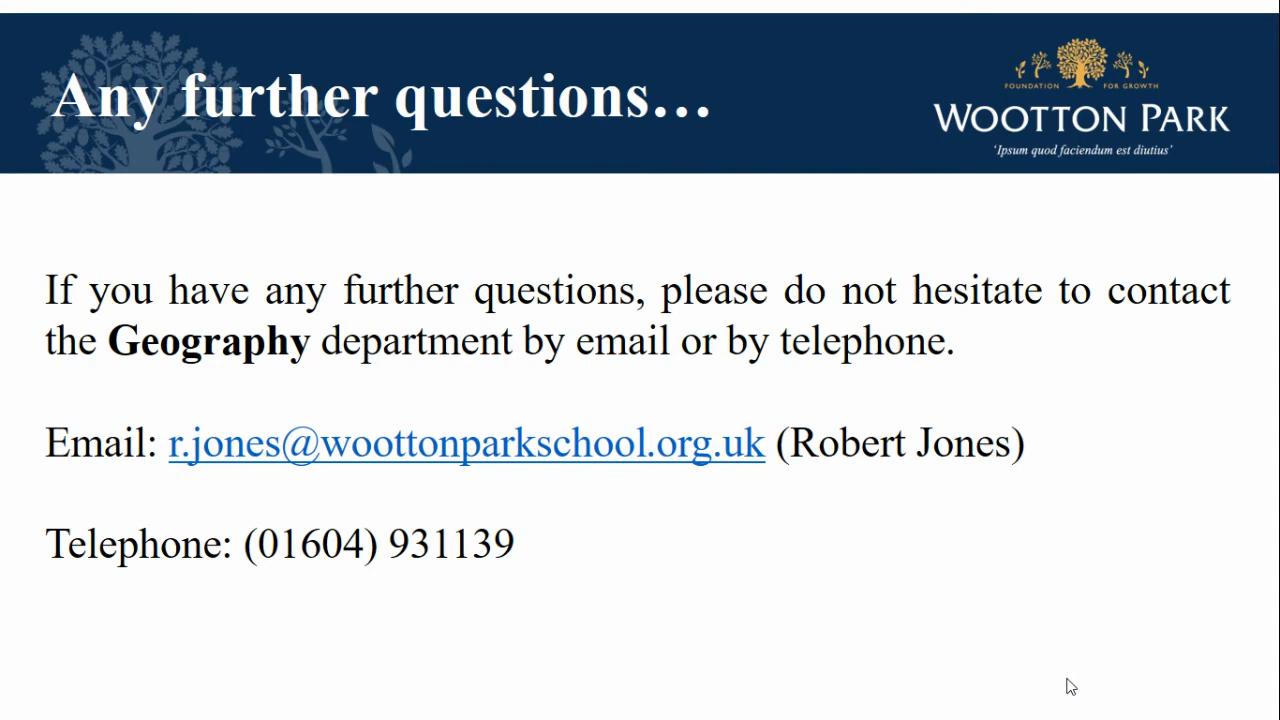 Any further questions…
FOUNDATION FOR GROWTH
WOOTTON PARK
‘Ipsum quod faciendum est diutius’
If you have any further questions, please do not hesitate to contact
the Geography department by email or by telephone.
Email: r.jones@woottonparkschool.org.uk (Robert Jones)
Telephone: (01604) 931139